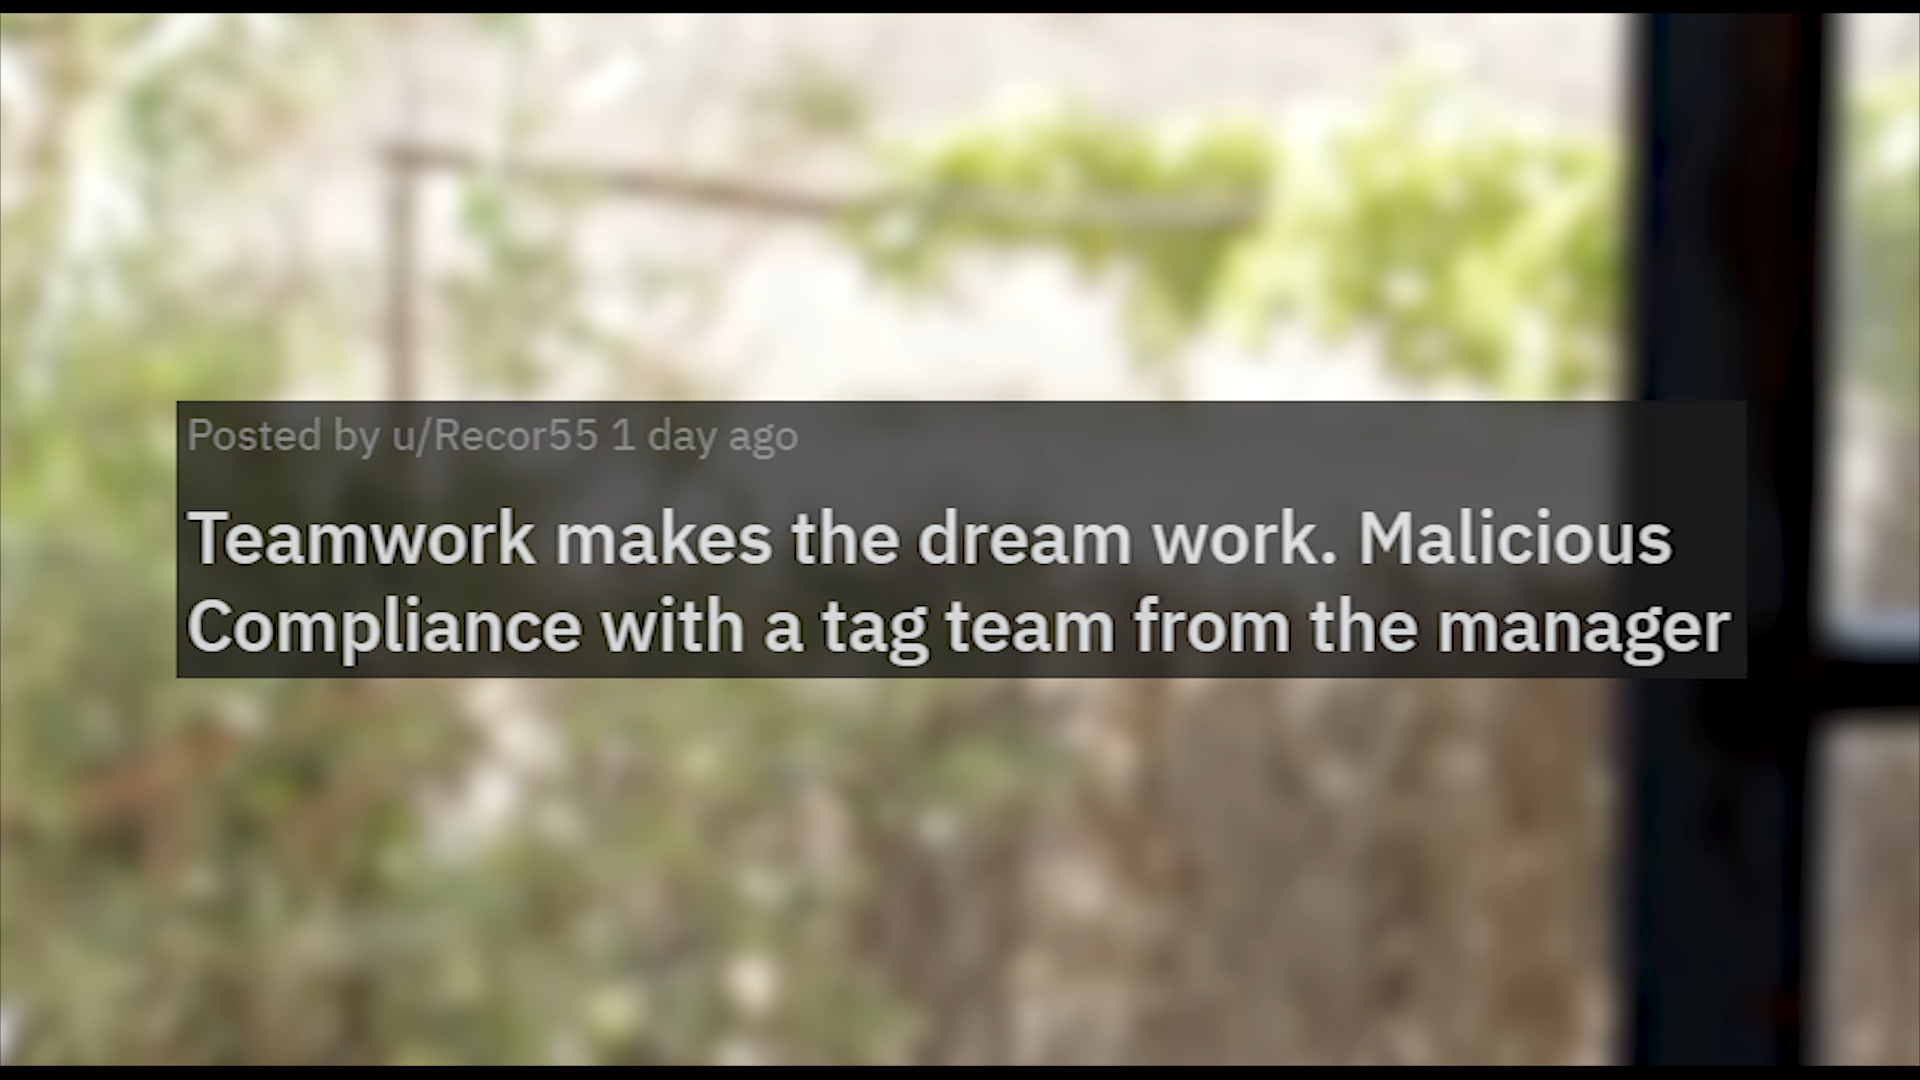 Posted by u/Recor55 1 day ago
Teamwork makes the dream work. Malicious
Compliance with a tag team from the manager